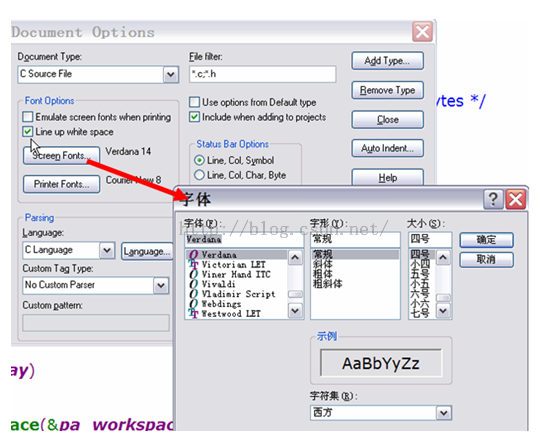 Document Options
Document Type:
C Source File
File filter:
*.c;*.h
Add Type...
Remove Type
Close
Auto Indent...
Help
Font Options
Emulate screen fonts when printing
Line up white space
Screen Fonts...
Verdana 14
Printer Fonts...
Courier New 8
Use options from Default type
Include when adding to projects
Status Bar Options
Line, Col, Symbol
Line, Col, Char, Byte
Parsing
Language:
C Language
Language...
Custom Tag Type:
No Custom Parser
Custom pattern:
ytes */
ay)
ace(&pa_workspac
http://blog.csdn.net/
字体
字体(F):
Verdana
Verdana
Victorian LET
Viner Hand ITC
Vivaldi
Vladimir Script
Webdings
Westwood LET
字形(Y):
常规
常规
斜体
粗体
粗斜体
大小(S):
四号
四号
小四
五号
小五
六号
小六
七号
确定
取消
示例
AaBbYyZz
字符集(R):
西方